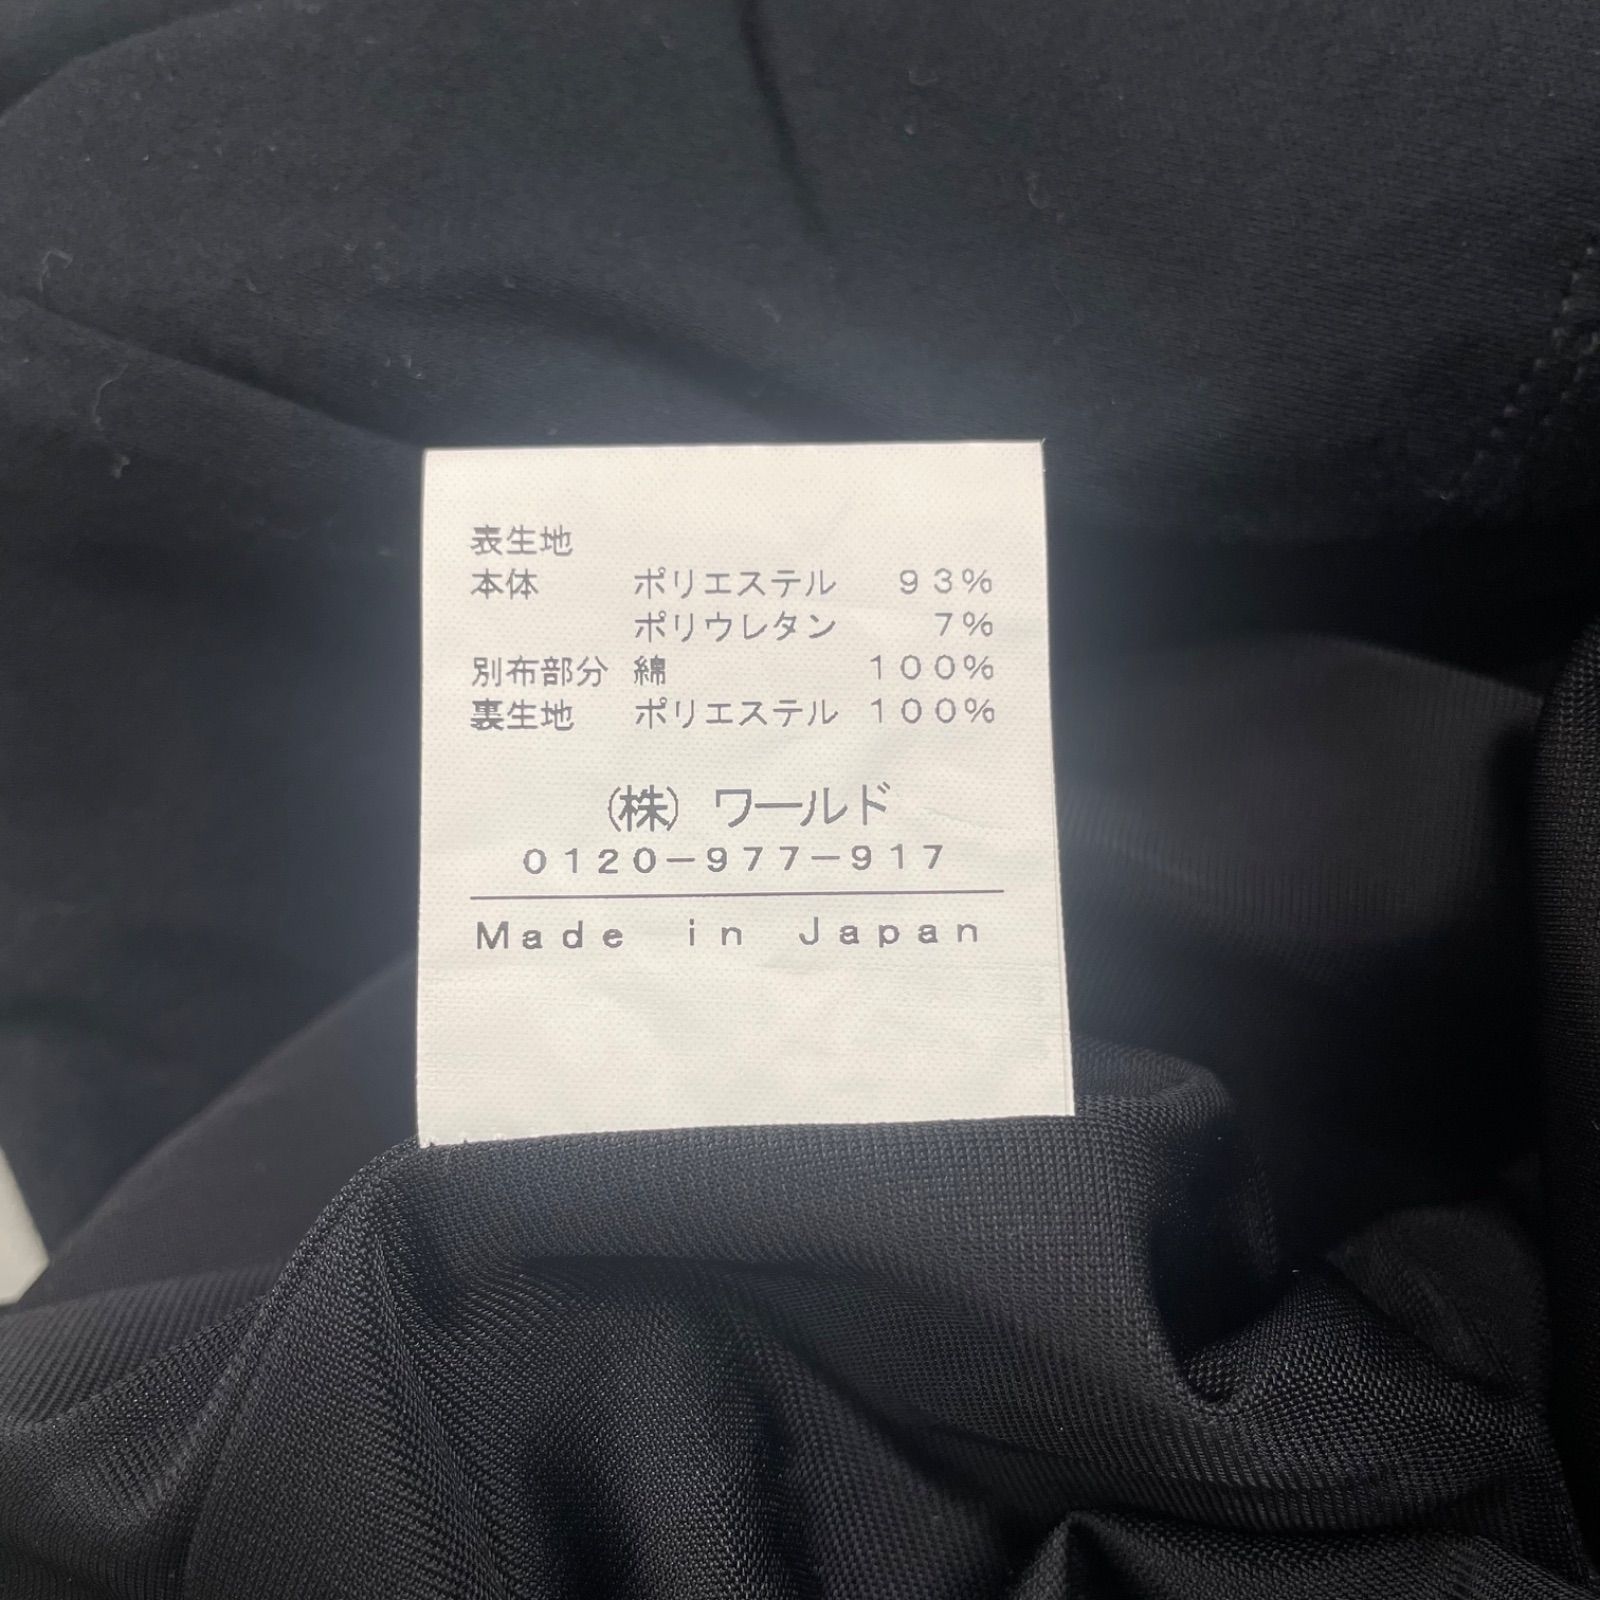 表生地
本体 ポリエステル 93%
ポリウレタン 7%
別布部分 綿 100%
裏生地 ポリエステル 100%
(株) ワールド
0120-977-917
Made in Japan